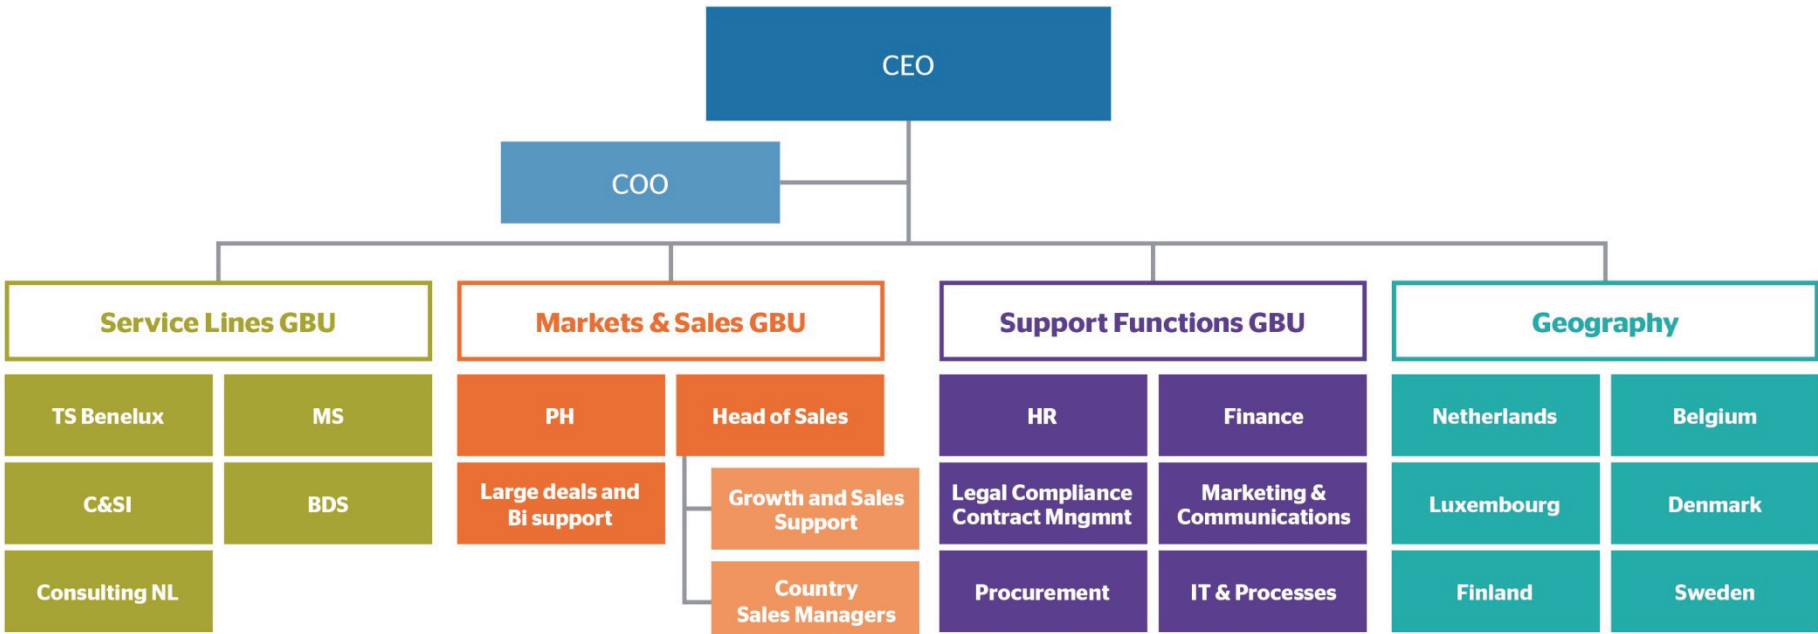 CEO
COO
Service Lines GBU
TS Benelux
MS
C&SI
BDS
Consulting NL
Markets & Sales GBU
PH
Head of Sales
Large deals and
Bi support
Growth and Sales
Support
Country
Sales Managers
Support Functions GBU
HR
Finance
Legal Compliance
Contract Mngmnt
Marketing &
Communications
Procurement
IT & Processes
Geography
Netherlands
Belgium
Luxembourg
Denmark
Finland
Sweden